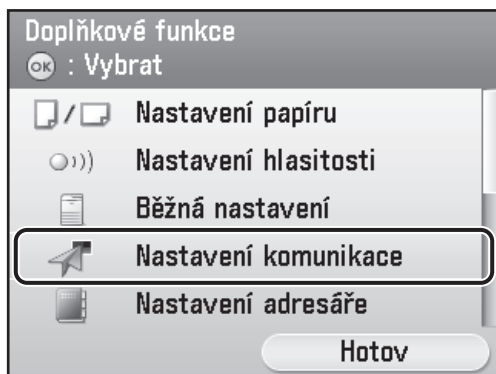 Doplňkové funkce
OK : Vybrat
Nastavení papíru
Nastavení hlasitosti
Běžná nastavení
Nastavení komunikace
Nastavení adresáře
Hotov